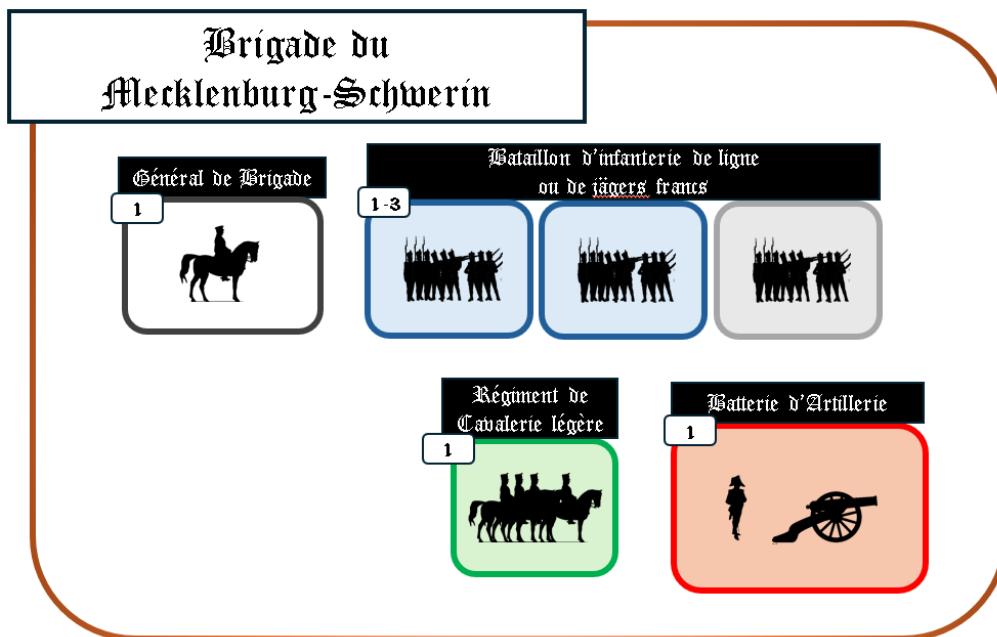 Brigade du
Mecklenburg-Schwerin
Général de Brigade
1
Bataillon d'infanterie de ligne
ou de jägers francs
1-3
Régiment de
Cavalerie légère
1
Batterie d'Artillerie
1